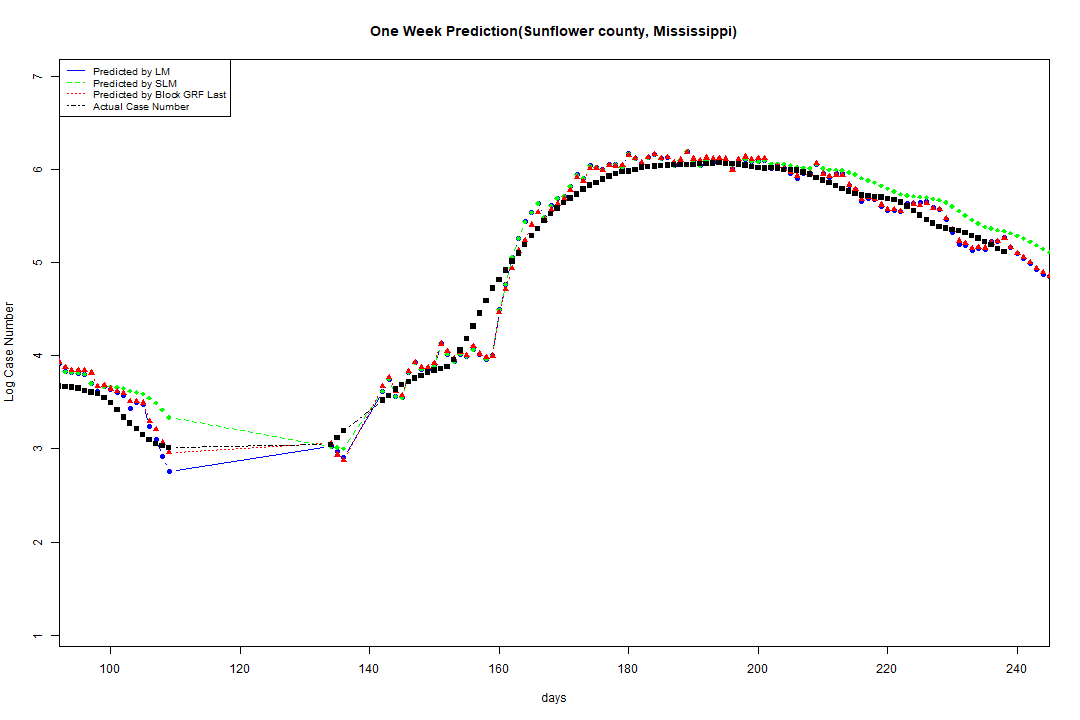 One Week Prediction(Sunflower county, Mississippi)
Predicted by LM
Predicted by SLM
Predicted by Block GRF Last
Actual Case Number
7
6
5
4
3
2
1
Log Case Number
100 120 140 160 180 200 220 240
days